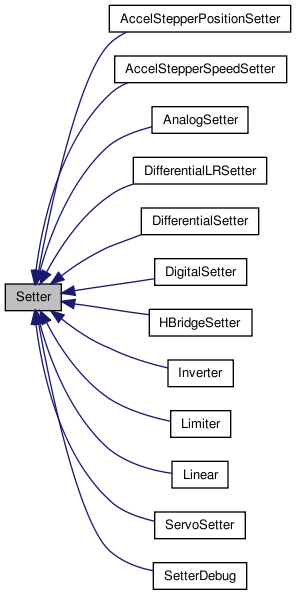 AccelStepperPositionSetter
AccelStepperSpeedSetter
AnalogSetter
DifferentialLRSetter
DifferentialSetter
DigitalSetter
Setter
HBridgeSetter
Inverter
Limiter
Linear
ServoSetter
SetterDebug